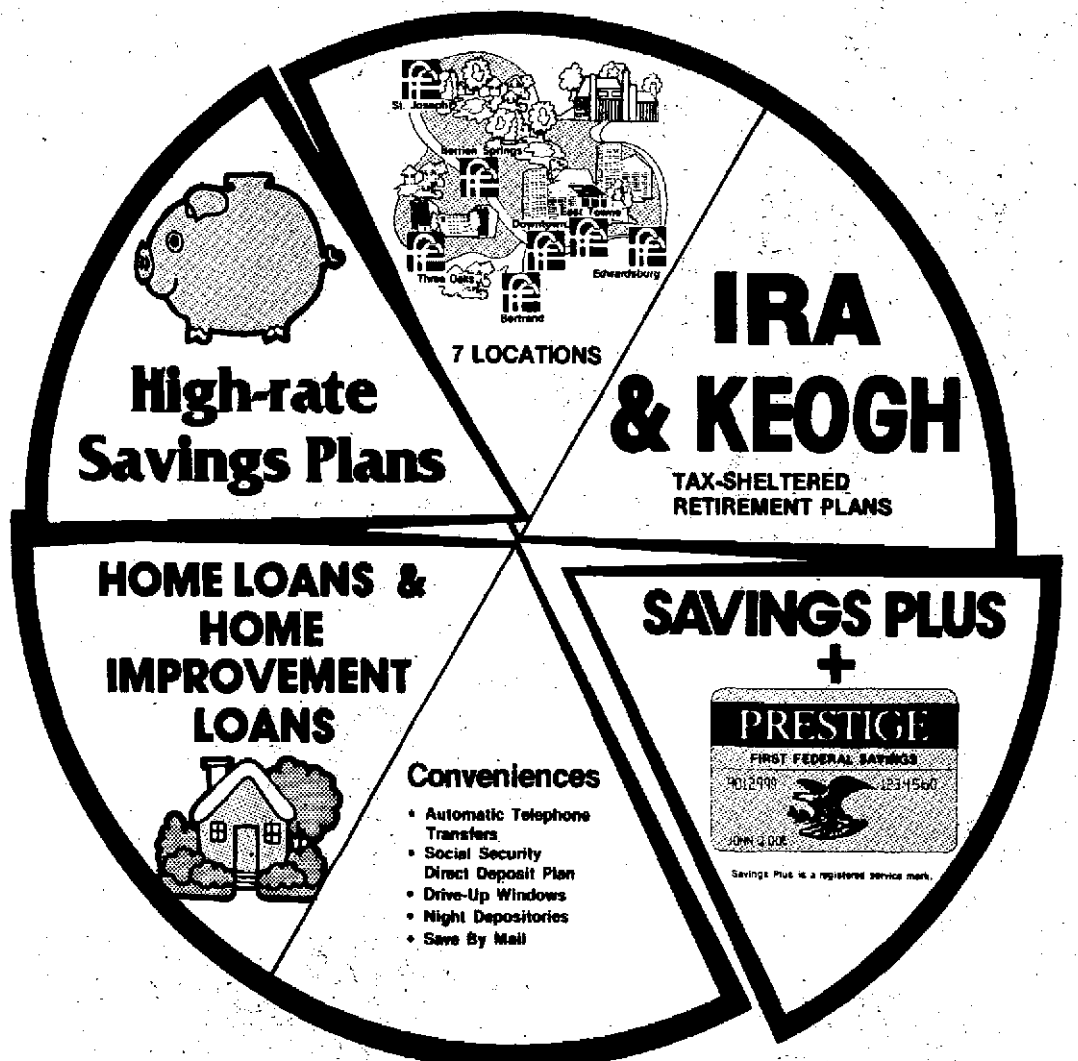 St. Joseph
Berrien Springs
East Towne
Downtown
Edwardsburg
Three Oaks
Bertrand
7 LOCATIONS
IRA
& KEOGH
TAX-SHELTERED
RETIREMENT PLANS
High-rate
Savings Plans
HOME LOANS &
HOME
IMPROVEMENT
LOANS
SAVINGS PLUS
+
PRESTIGE
FIRST FEDERAL SAVINGS
9012999 1234560
JOHN Q DOE
Savings Plus is a registered service mark.
Conveniences
• Automatic Telephone
Transfers
• Social Security
Direct Deposit Plan
• Drive-Up Windows
• Night Depositories
• Save By Mail